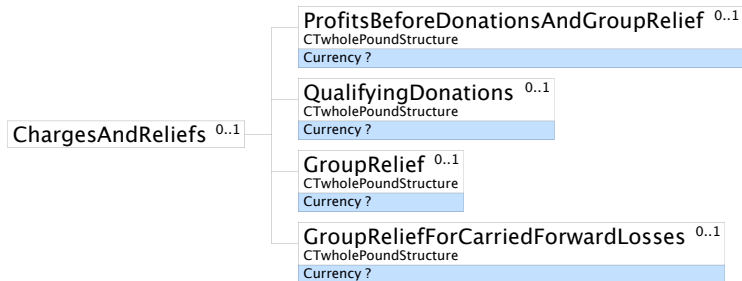 ProfitsBeforeDonationsAndGroupRelief 0..1
CTwholePoundStructure
Currency ?
QualifyingDonations 0..1
CTwholePoundStructure
Currency ?
ChargesAndReliefs 0..1
GroupRelief 0..1
CTwholePoundStructure
Currency ?
GroupReliefForCarriedForwardLosses 0..1
CTwholePoundStructure
Currency ?